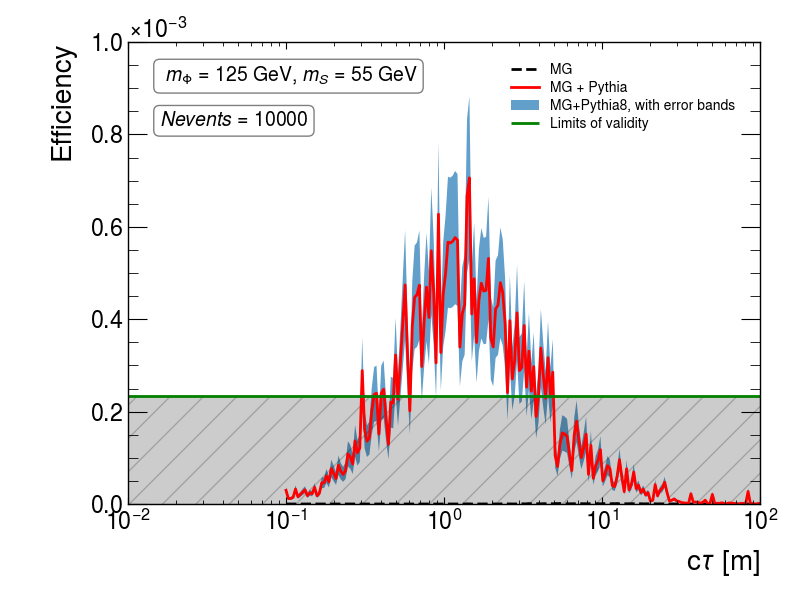 ×10⁻³
m_Φ = 125 GeV, m_S = 55 GeV
Nevents = 10000
MG
MG + Pythia
MG+Pythia8, with error bands
Limits of validity
Efficiency
1.0
0.8
0.6
0.4
0.2
0.0
10⁻² 10⁻¹ 10⁰ 10¹ 10²
cτ [m]